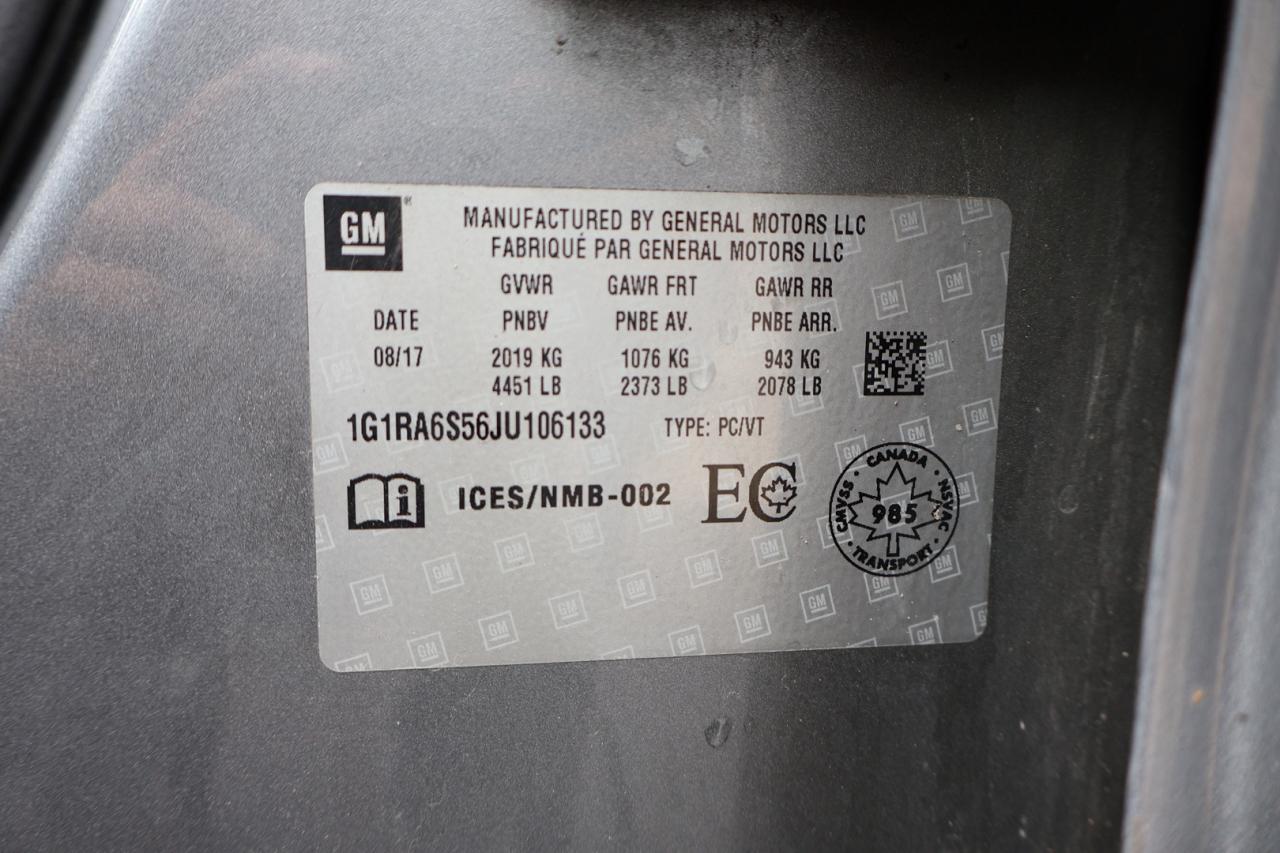 GM®
MANUFACTURED BY GENERAL MOTORS LLC
FABRIQUÉ PAR GENERAL MOTORS LLC
GVWR GAWR FRT GAWR RR
DATE PNBV PNBE AV. PNBE ARR.
08/17 2019 KG 1076 KG 943 KG
4451 LB 2373 LB 2078 LB
1G1RA6S56JU106133 TYPE: PC/VT
i ICES/NMB-002 EC
CANADA
CMVSS 985 NSVAC
TRANSPORT